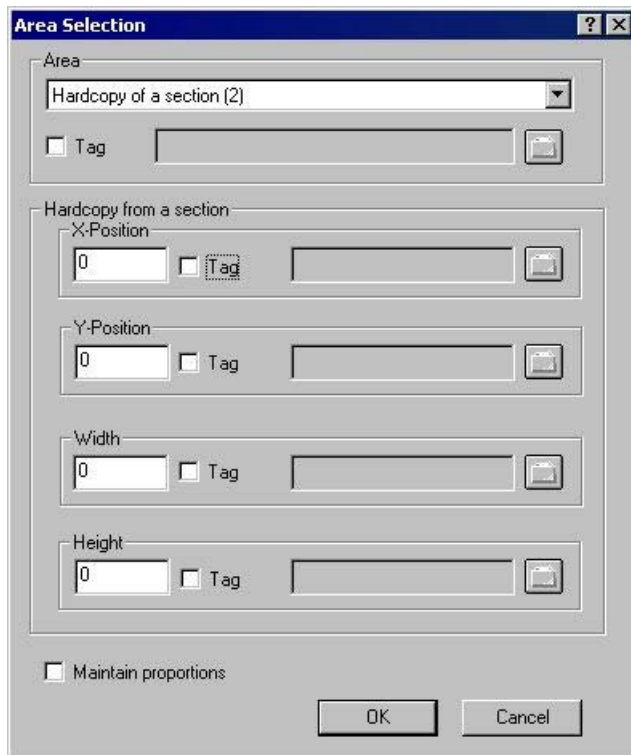 Area Selection
Area
Hardcopy of a section (2)
Tag
Hardcopy from a section
X-Position
0 Tag
Y-Position
0 Tag
Width
0 Tag
Height
0 Tag
Maintain proportions
OK Cancel